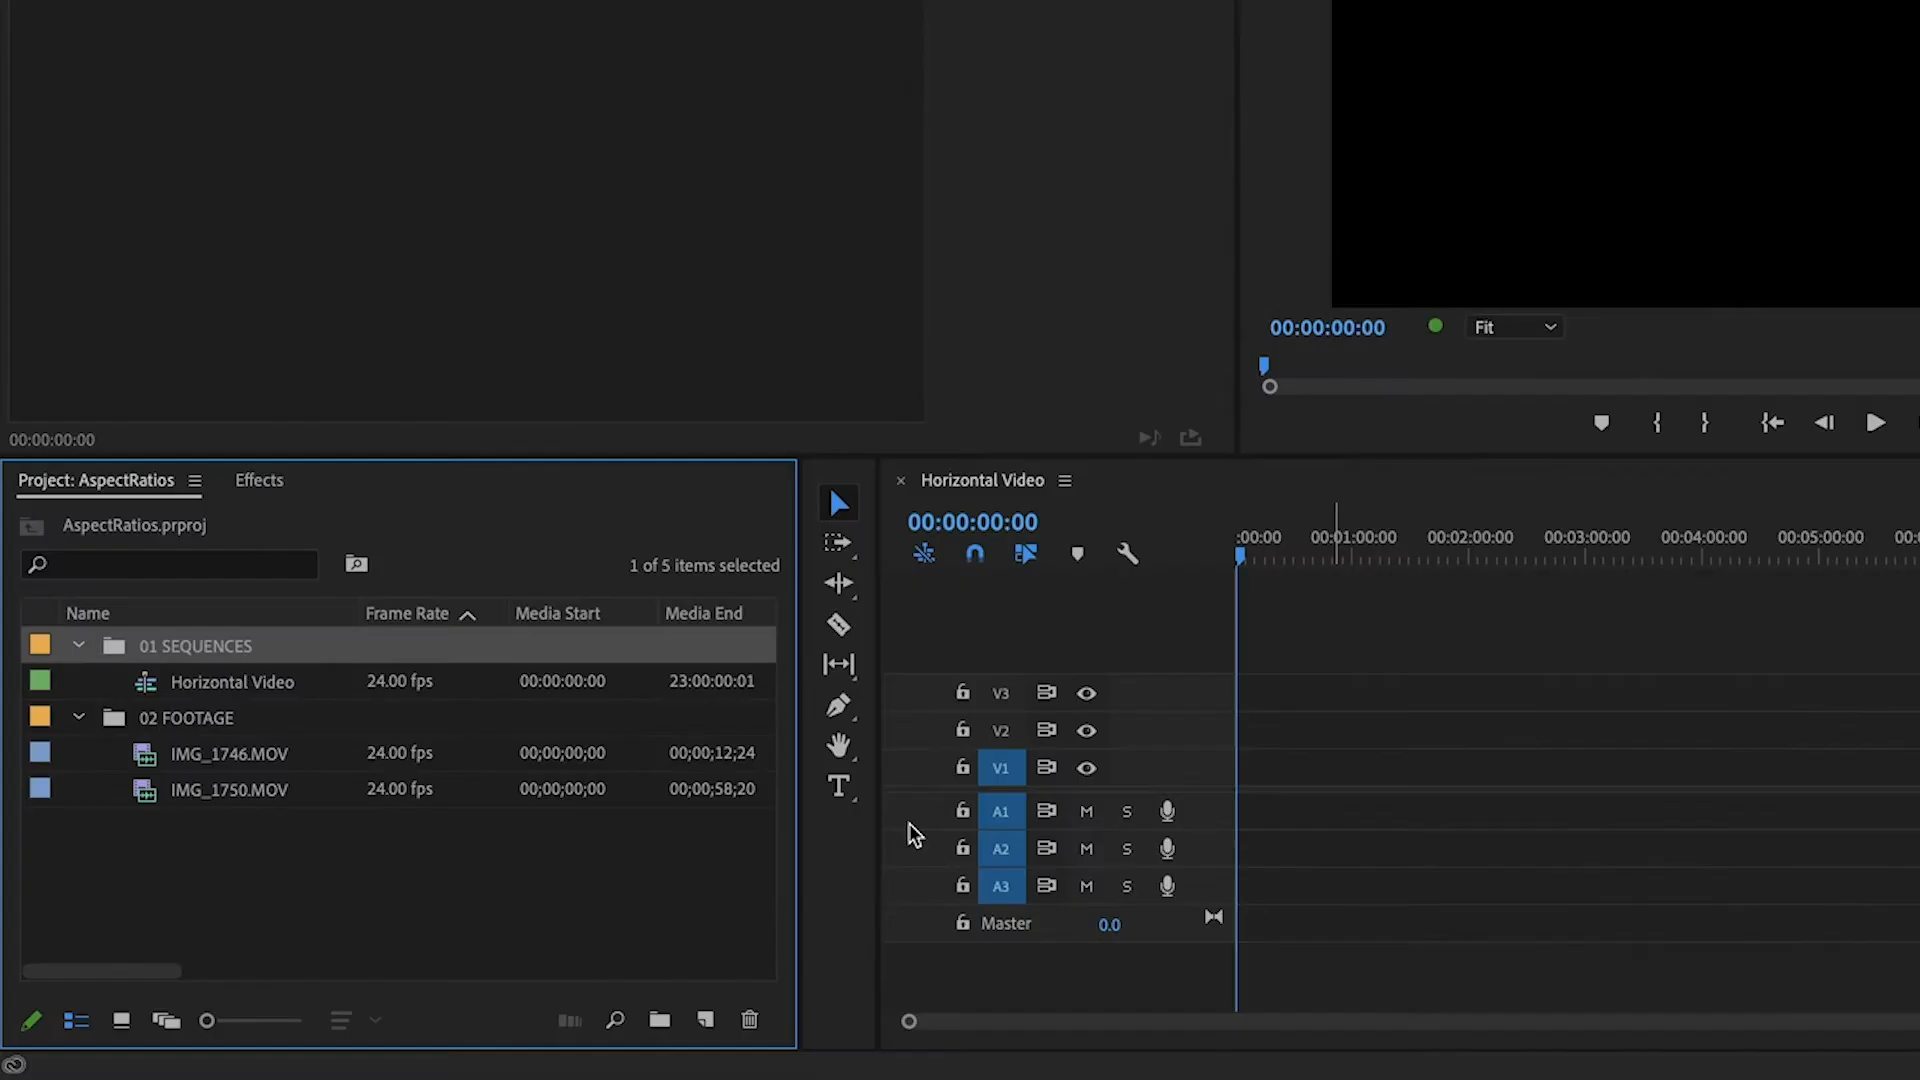 00:00:00:00
00:00:00:00 Fit
Project: AspectRatios Effects
AspectRatios.prproj
1 of 5 items selected
Name Frame Rate Media Start Media End
01 SEQUENCES
Horizontal Video 24.00 fps 00:00:00:00 23:00:00:01
02 FOOTAGE
IMG_1746.MOV 24.00 fps 00;00;00;00 00;00;12;24
IMG_1750.MOV 24.00 fps 00;00;00;00 00;00;58;20
T
Horizontal Video
00:00:00:00
:00:00 00:01:00:00 00:02:00:00 00:03:00:00 00:04:00:00 00:05:00:00 00:
V3
V2
V1
A1 M S
A2 M S
A3 M S
Master 0.0